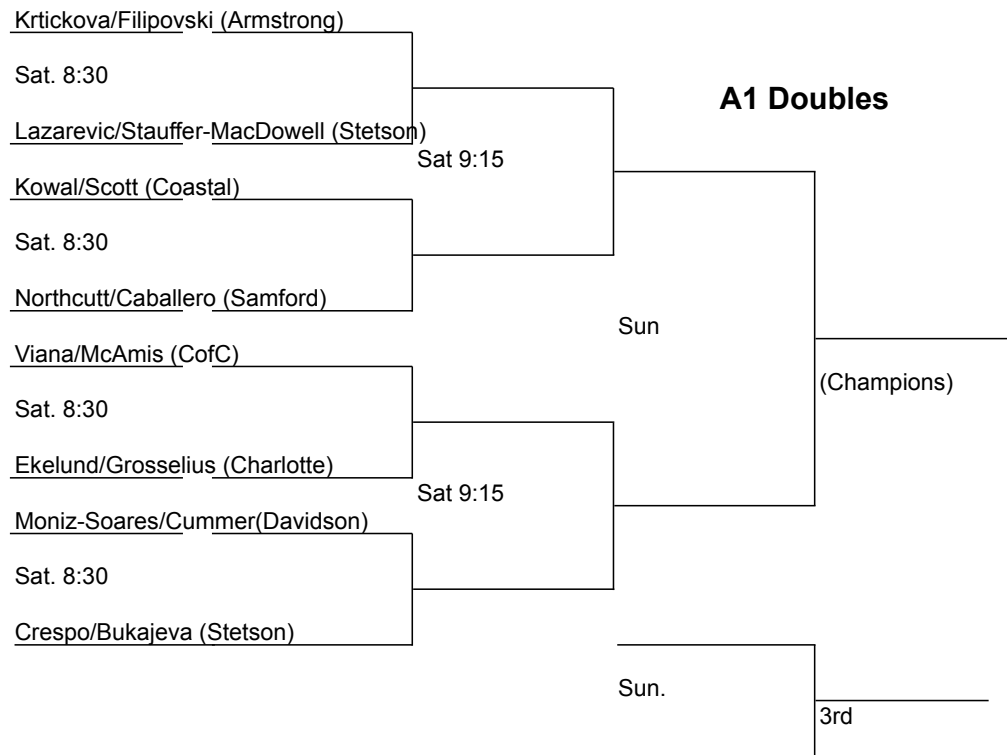 Krtickova/Filipovski (Armstrong)
Sat. 8:30
A1 Doubles
Lazarevic/Stauffer-MacDowell (Stetson)
Sat 9:15
Kowal/Scott (Coastal)
Sat. 8:30
Northcutt/Caballero (Samford)
Sun
Viana/McAmis (CofC)
(Champions)
Sat. 8:30
Ekelund/Grosselius (Charlotte)
Sat 9:15
Moniz-Soares/Cummer(Davidson)
Sat. 8:30
Crespo/Bukajeva (Stetson)
Sun.
3rd